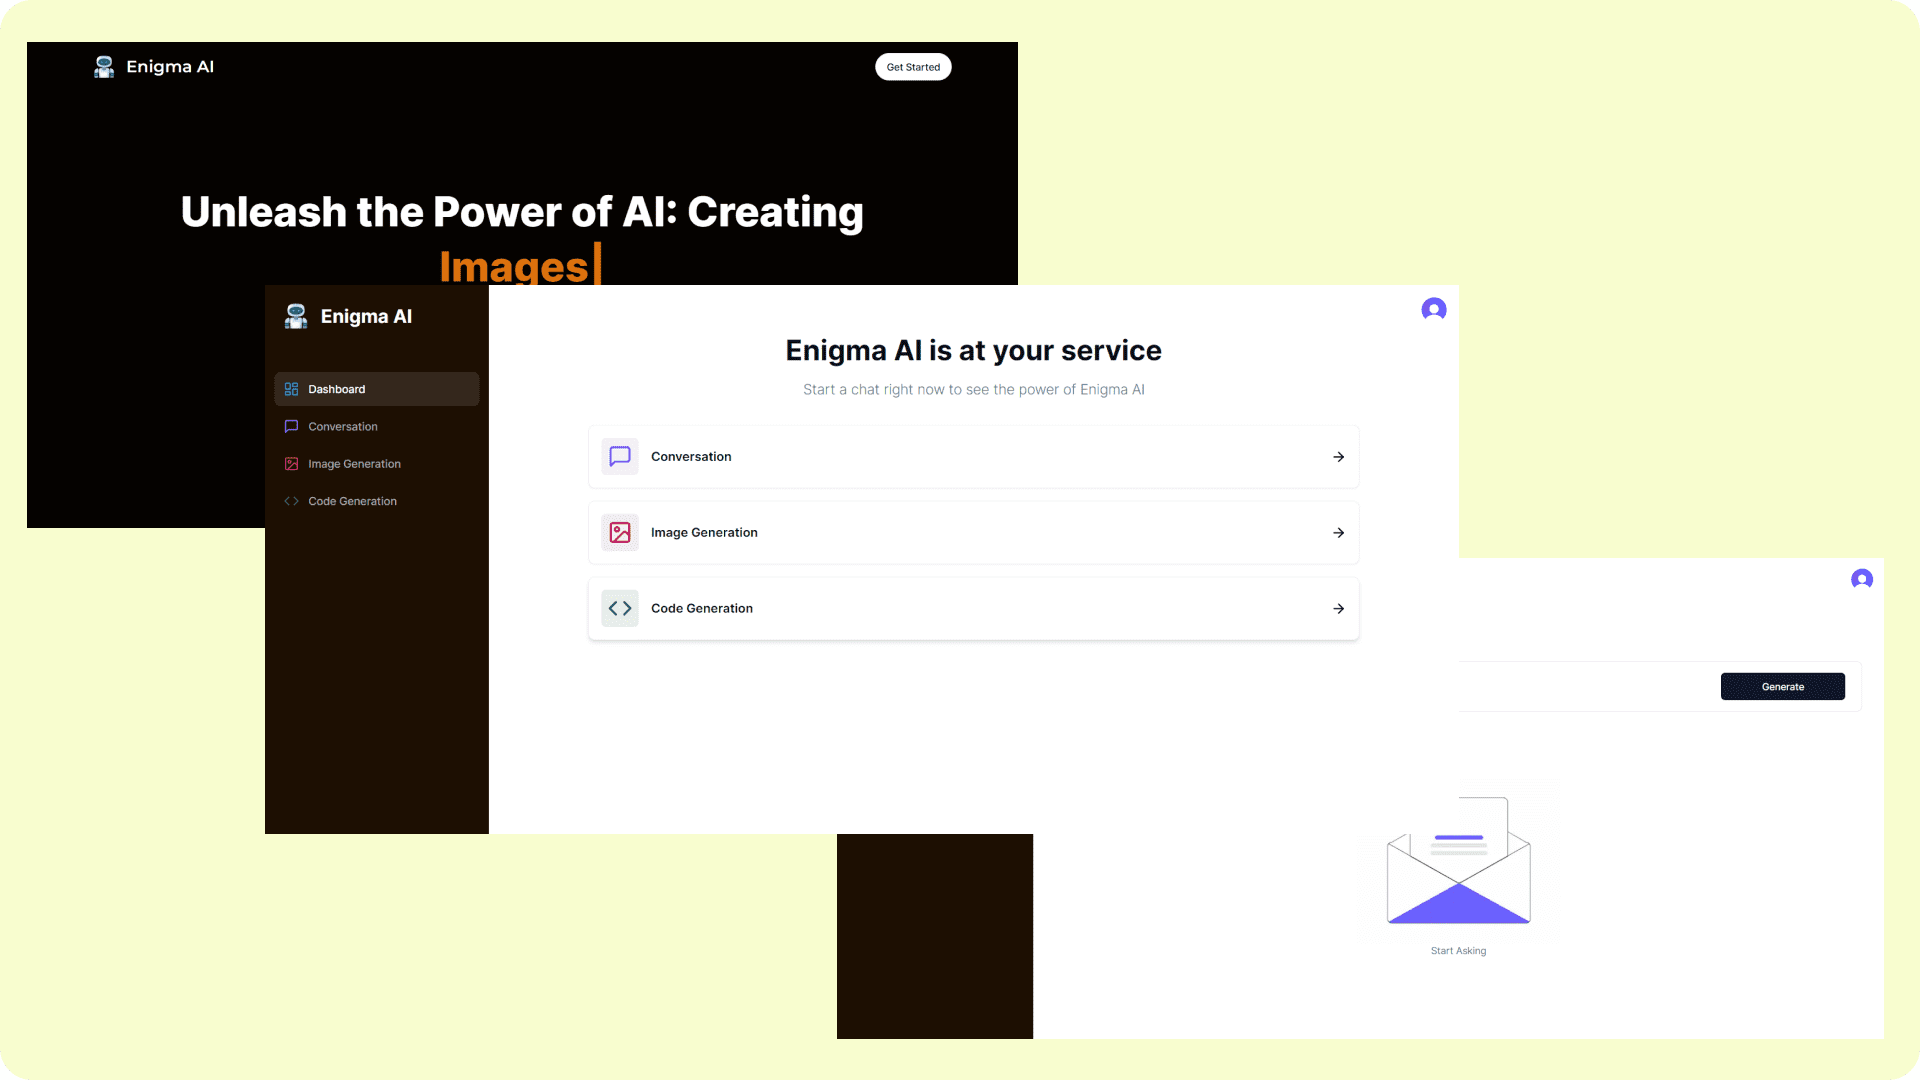 Enigma AI
Get Started
Unleash the Power of AI: Creating
Images|
Enigma AI
Dashboard
Conversation
Image Generation
Code Generation
Enigma AI is at your service
Start a chat right now to see the power of Enigma AI
Conversation
Image Generation
Code Generation
Generate
Start Asking